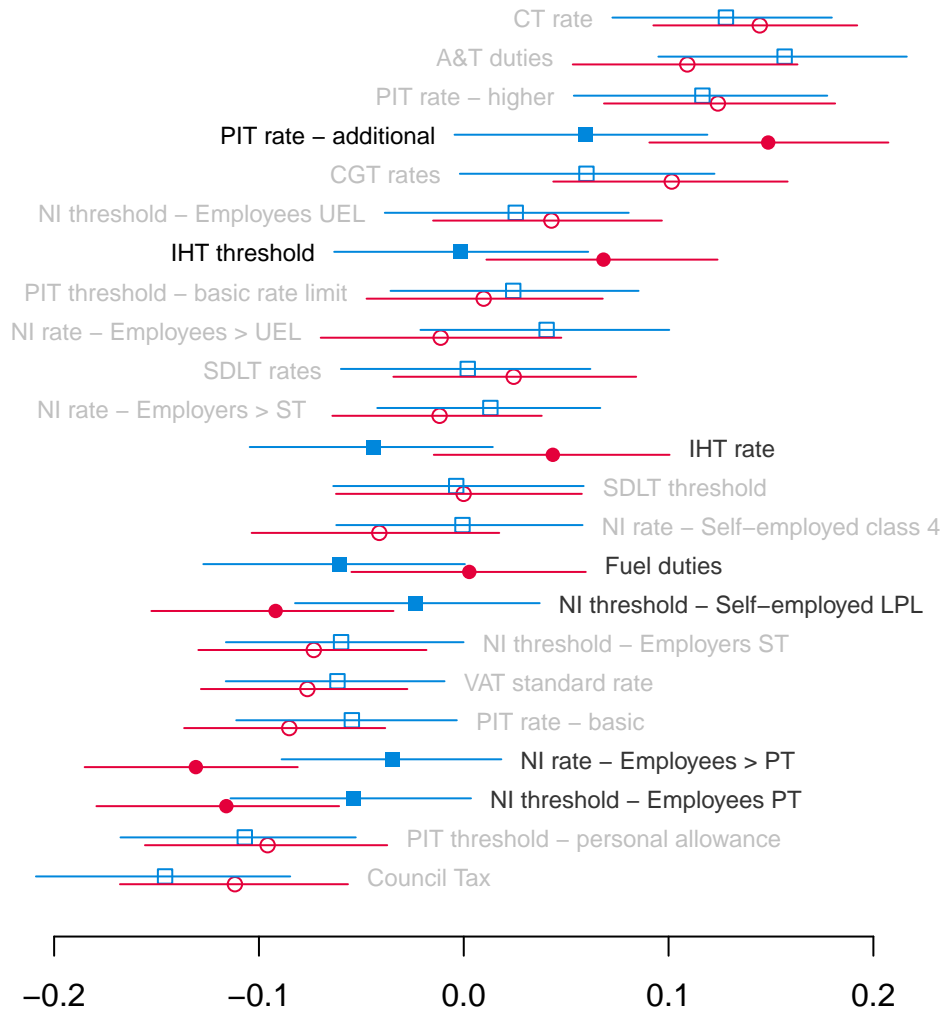 CT rate
A&T duties
PIT rate − higher
PIT rate − additional
CGT rates
NI threshold − Employees UEL
IHT threshold
PIT threshold − basic rate limit
NI rate − Employees > UEL
SDLT rates
NI rate − Employers > ST
IHT rate
SDLT threshold
NI rate − Self−employed class 4
Fuel duties
NI threshold − Self−employed LPL
NI threshold − Employers ST
VAT standard rate
PIT rate − basic
NI rate − Employees > PT
NI threshold − Employees PT
PIT threshold − personal allowance
Council Tax
−0.2 −0.1 0.0 0.1 0.2